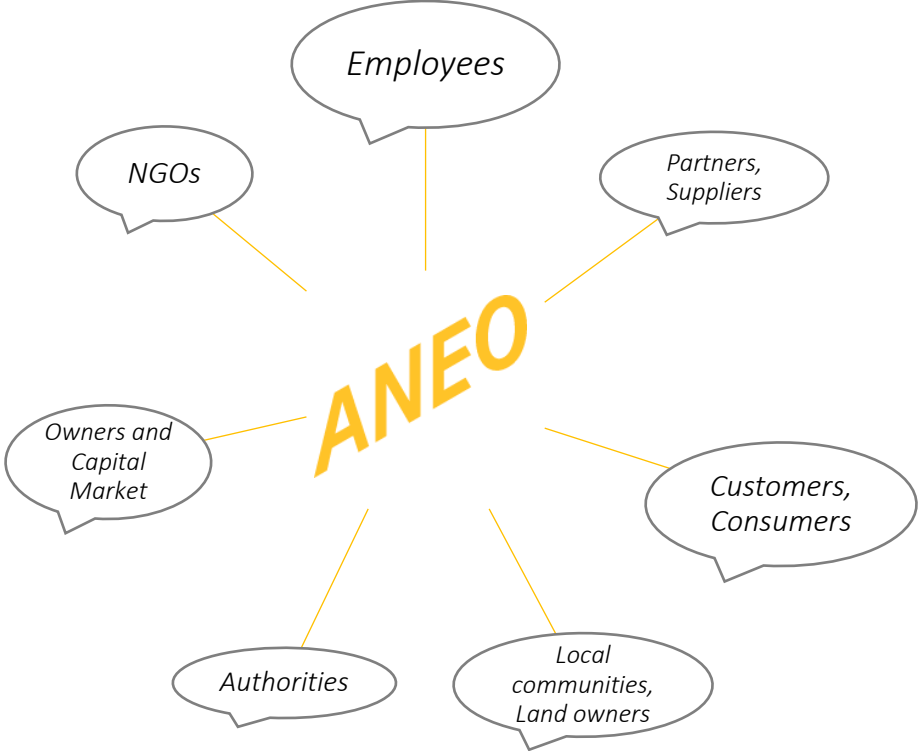 Employees
NGOs
Partners,
Suppliers
ANEO
Owners and
Capital
Market
Customers,
Consumers
Authorities
Local
communities,
Land owners